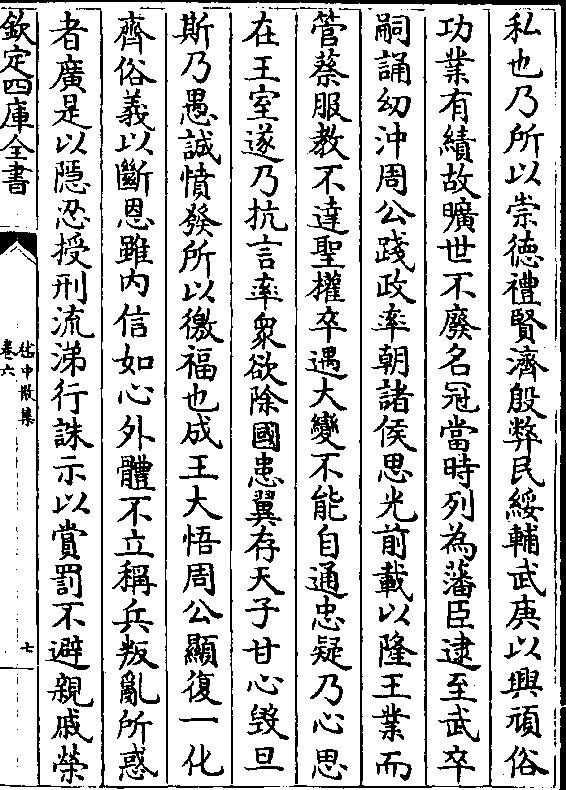 私也乃所以崇德禮賢濟殷弊民綏輔武庚以興頑俗
功業有績故曠世不廢名冠當時列為藩臣逮至武卒
嗣誦幼沖周公踐政率朝諸侯思光前載以隆王業而
管蔡服教不達聖權卒遇大變不能自通忠疑乃心思
在王室遂乃抗言率眾欲除國患翼存天子甘心毀旦
斯乃愚誠憤發所以徼福也成王大悟周公顯復一化
齊俗義以斷恩雖內信如心外體不立稱兵叛亂所惑
者廣是以隱忍授刑流涕行誅示以賞罰不避親戚榮
欽定四庫全書
嵇中散集
卷六
七